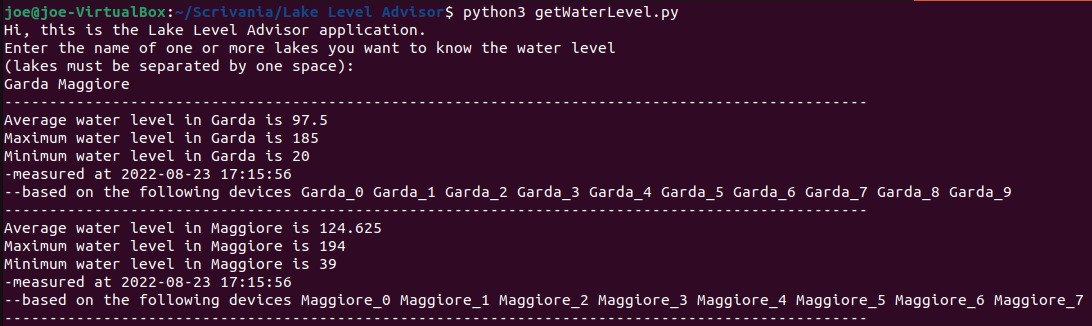 joe@joe-VirtualBox:~/Scrivania/Lake Level Advisor$ python3 getWaterLevel.py
Hi, this is the Lake Level Advisor application.
Enter the name of one or more lakes you want to know the water level
(lakes must be separated by one space):
Garda Maggiore
------------------------------------------------------------------------------------------------
Average water level in Garda is 97.5
Maximum water level in Garda is 185
Minimum water level in Garda is 20
-measured at 2022-08-23 17:15:56
--based on the following devices Garda_0 Garda_1 Garda_2 Garda_3 Garda_4 Garda_5 Garda_6 Garda_7 Garda_8 Garda_9
------------------------------------------------------------------------------------------------
Average water level in Maggiore is 124.625
Maximum water level in Maggiore is 194
Minimum water level in Maggiore is 39
-measured at 2022-08-23 17:15:56
--based on the following devices Maggiore_0 Maggiore_1 Maggiore_2 Maggiore_3 Maggiore_4 Maggiore_5 Maggiore_6 Maggiore_7
------------------------------------------------------------------------------------------------